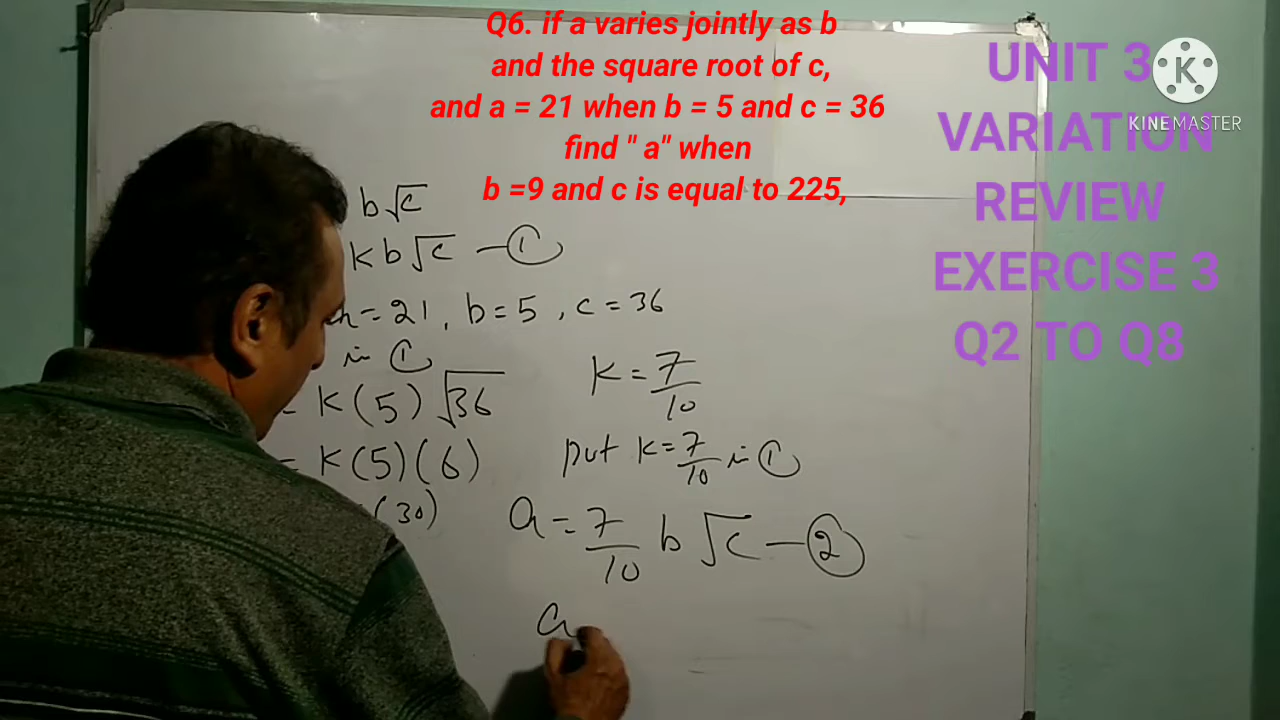 Q6. if a varies jointly as b
and the square root of c,
and a = 21 when b = 5 and c = 36
find " a" when
b =9 and c is equal to 225,
UNIT 3
VARIATION
REVIEW
EXERCISE 3
Q2 TO Q8
K
KINEMASTER
b√c
k b √c — ①
a = 21, b = 5, c = 36
in ①
= k(5)√36
= k(5)(6)
(30)
k = 7/10
put k = 7/10 in ①
a = 7/10 b √c — ②
a